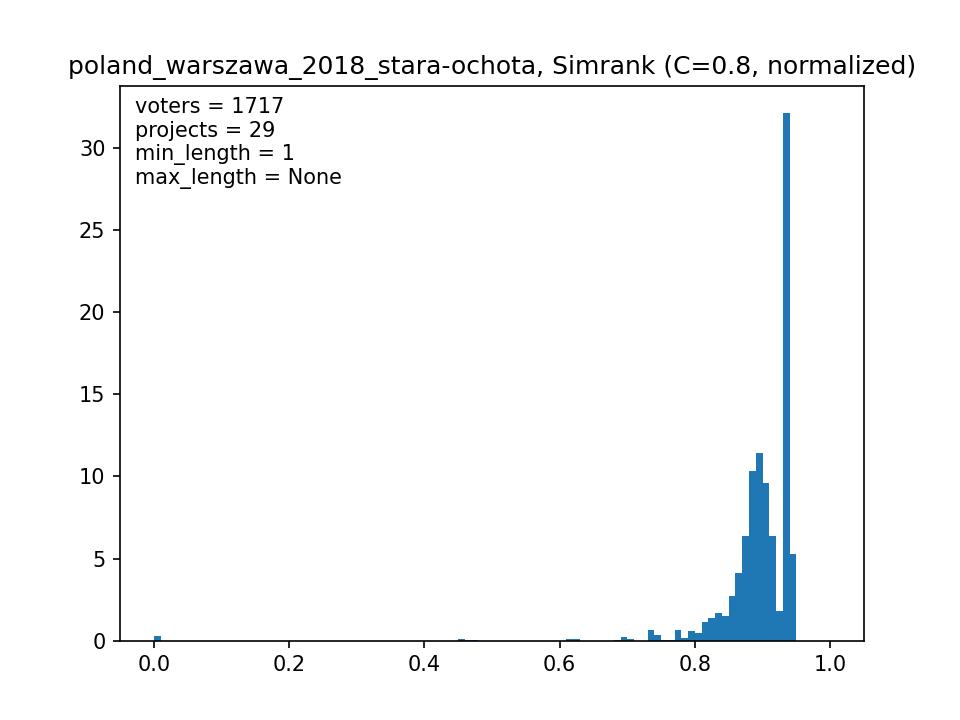 poland_warszawa_2018_stara-ochota, Simrank (C=0.8, normalized)
voters = 1717
projects = 29
min_length = 1
max_length = None
30
25
20
15
10
5
0
0.0 0.2 0.4 0.6 0.8 1.0